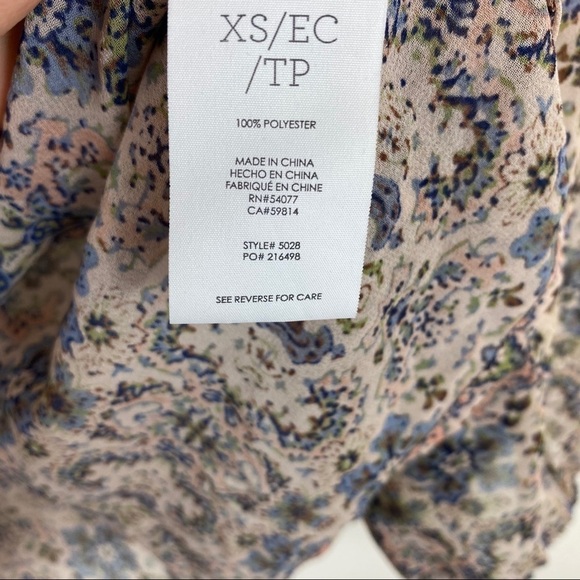 XS/EC
/TP
100% POLYESTER
MADE IN CHINA
HECHO EN CHINA
FABRIQUÉ EN CHINE
RN#54077
CA#59814
STYLE# 5028
PO# 216498
SEE REVERSE FOR CARE